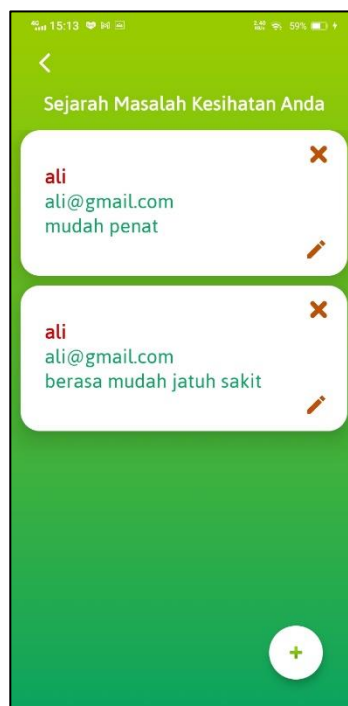 4G 15:13
59%
Sejarah Masalah Kesihatan Anda
ali
ali@gmail.com
mudah penat
ali
ali@gmail.com
berasa mudah jatuh sakit
+